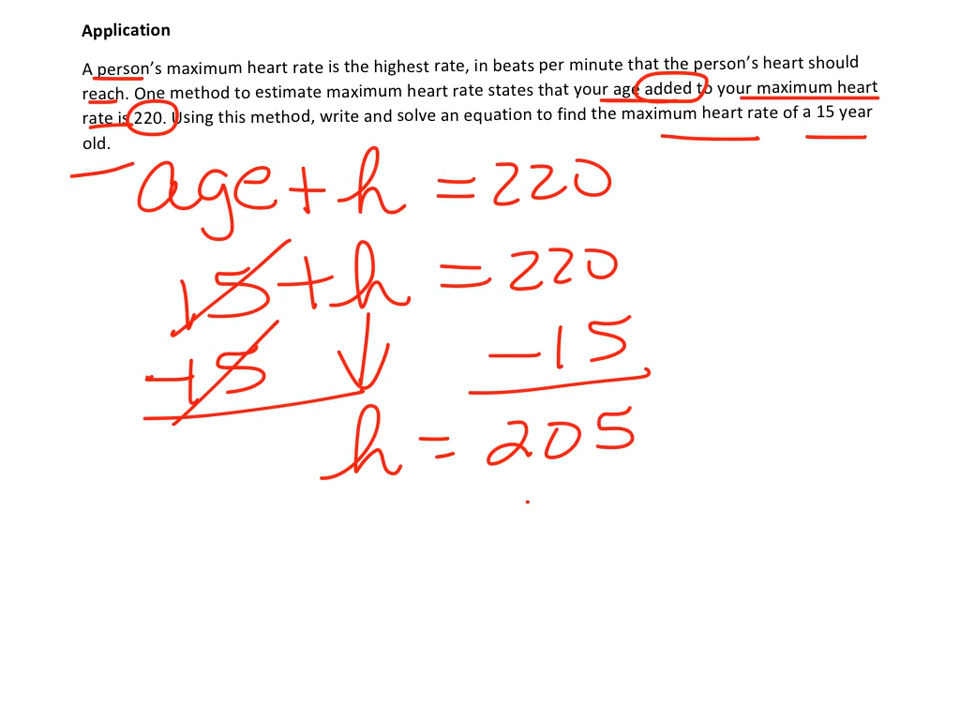 Application
A person's maximum heart rate is the highest rate, in beats per minute that the person's heart should
reach. One method to estimate maximum heart rate states that your age added to your maximum heart
rate is 220. Using this method, write and solve an equation to find the maximum heart rate of a 15 year
old.
age + h = 220
15 + h = 220
-15 -15
h = 205